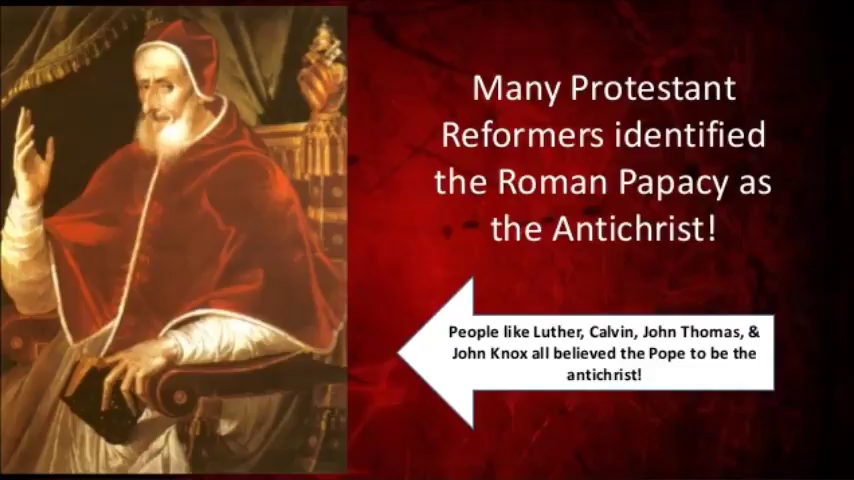 Many Protestant
Reformers identified
the Roman Papacy as
the Antichrist!
People like Luther, Calvin, John Thomas, &
John Knox all believed the Pope to be the
antichrist!